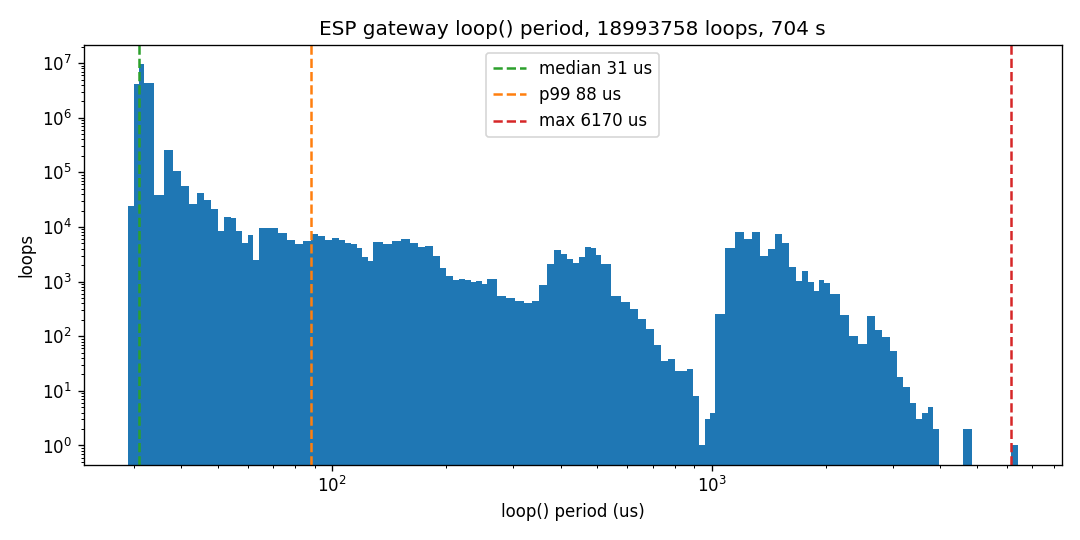 ESP gateway loop() period, 18993758 loops, 704 s
median 31 us
p99 88 us
max 6170 us
loops
10⁷
10⁶
10⁵
10⁴
10³
10²
10¹
10⁰
10² 10³
loop() period (us)